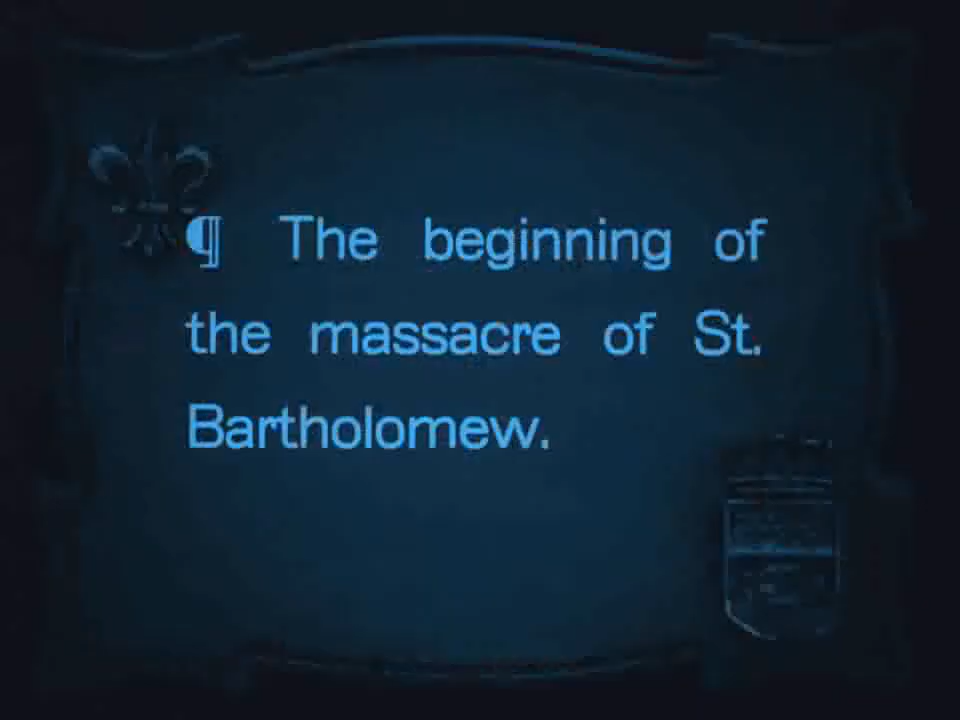 ¶ The beginning of
the massacre of St.
Bartholomew.